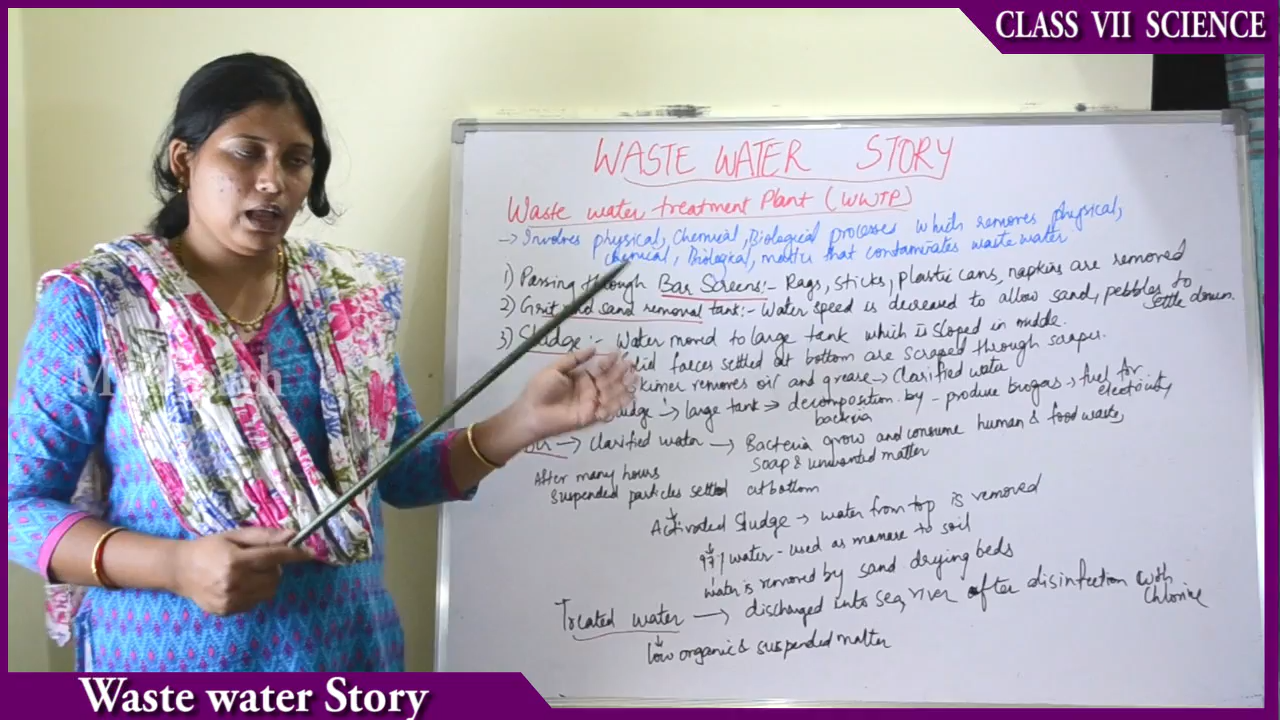 CLASS VII SCIENCE
WASTE WATER STORY
Waste water treatment Plant (WWTP)
→ Involves physical, Chemical, Biological processes which removes physical,
chemical, Biological, matter that contaminates waste water
1) Passing through Bar Screens:- Rags, sticks, plastic cans, napkins are removed
2) Grit and sand removal tank:- Water speed is decreased to allow sand, pebbles to
settle down.
3) Sludge:- Water moved to large tank which is sloped in middle.
faeces settled at bottom are scraped through scraper.
removes oil and grease → clarified water
→ large tank → decomposition by - produce biogas → fuel for
bacteria electricity
→ clarified water → Bacteria grow and consume human & food waste,
soap & unwanted matter
After many hours
suspended particles settled at bottom
Activated sludge → water from top is removed
97% water - used as manure to soil
water is removed by sand drying beds
Treated water → discharged into sea, river after disinfection with
chlorine
low organic & suspended matter
Waste water Story